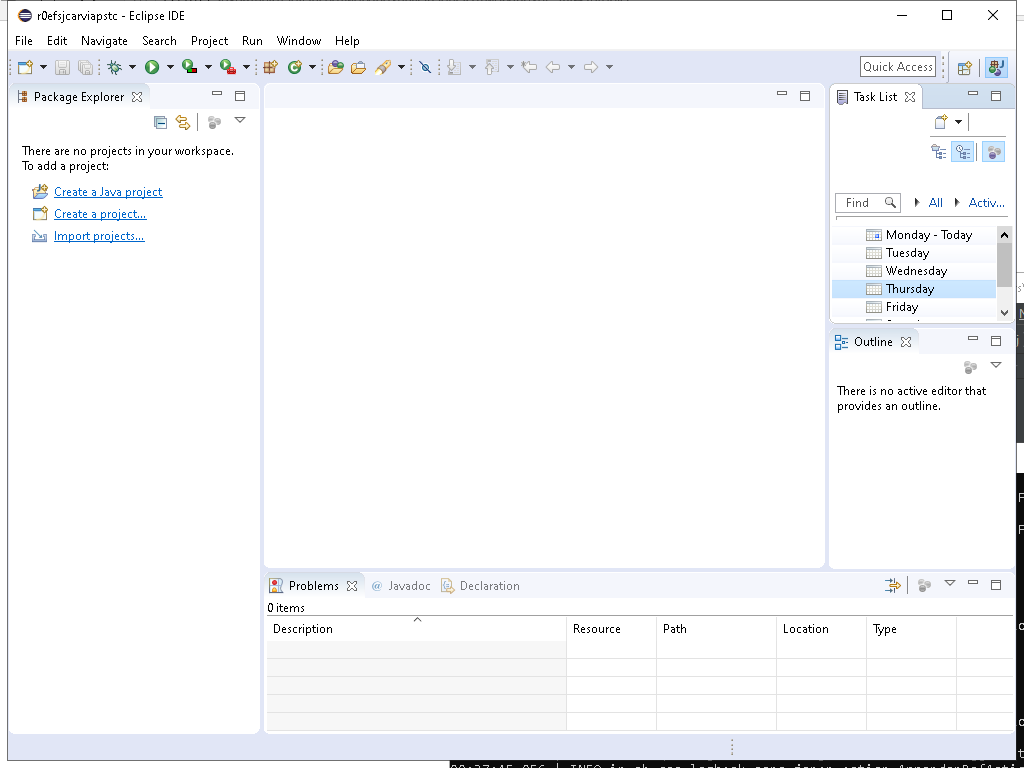 r0efsjcarviapstc - Eclipse IDE
File Edit Navigate Search Project Run Window Help
Quick Access
Package Explorer
There are no projects in your workspace.
To add a project:
Create a Java project
Create a project...
Import projects...
Task List
Find All Activ...
Monday - Today
Tuesday
Wednesday
Thursday
Friday
Outline
There is no active editor that
provides an outline.
Problems @ Javadoc Declaration
0 items
Description Resource Path Location Type